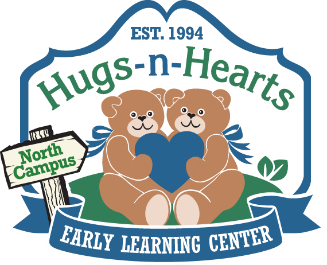 EST. 1994
Hugs-n-Hearts
North
Campus
EARLY LEARNING CENTER